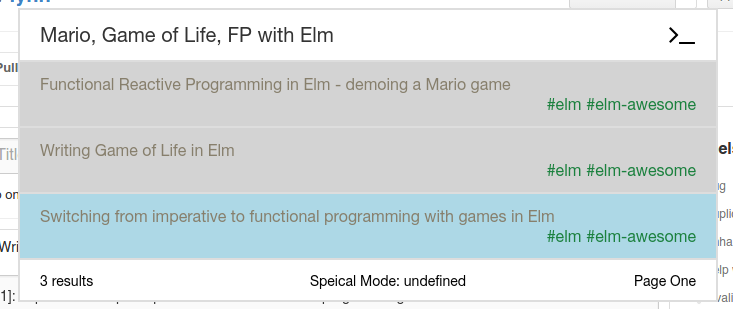 Mario, Game of Life, FP with Elm
Functional Reactive Programming in Elm - demoing a Mario game
#elm #elm-awesome
Writing Game of Life in Elm
#elm #elm-awesome
Switching from imperative to functional programming with games in Elm
#elm #elm-awesome
3 results Speical Mode: undefined Page One